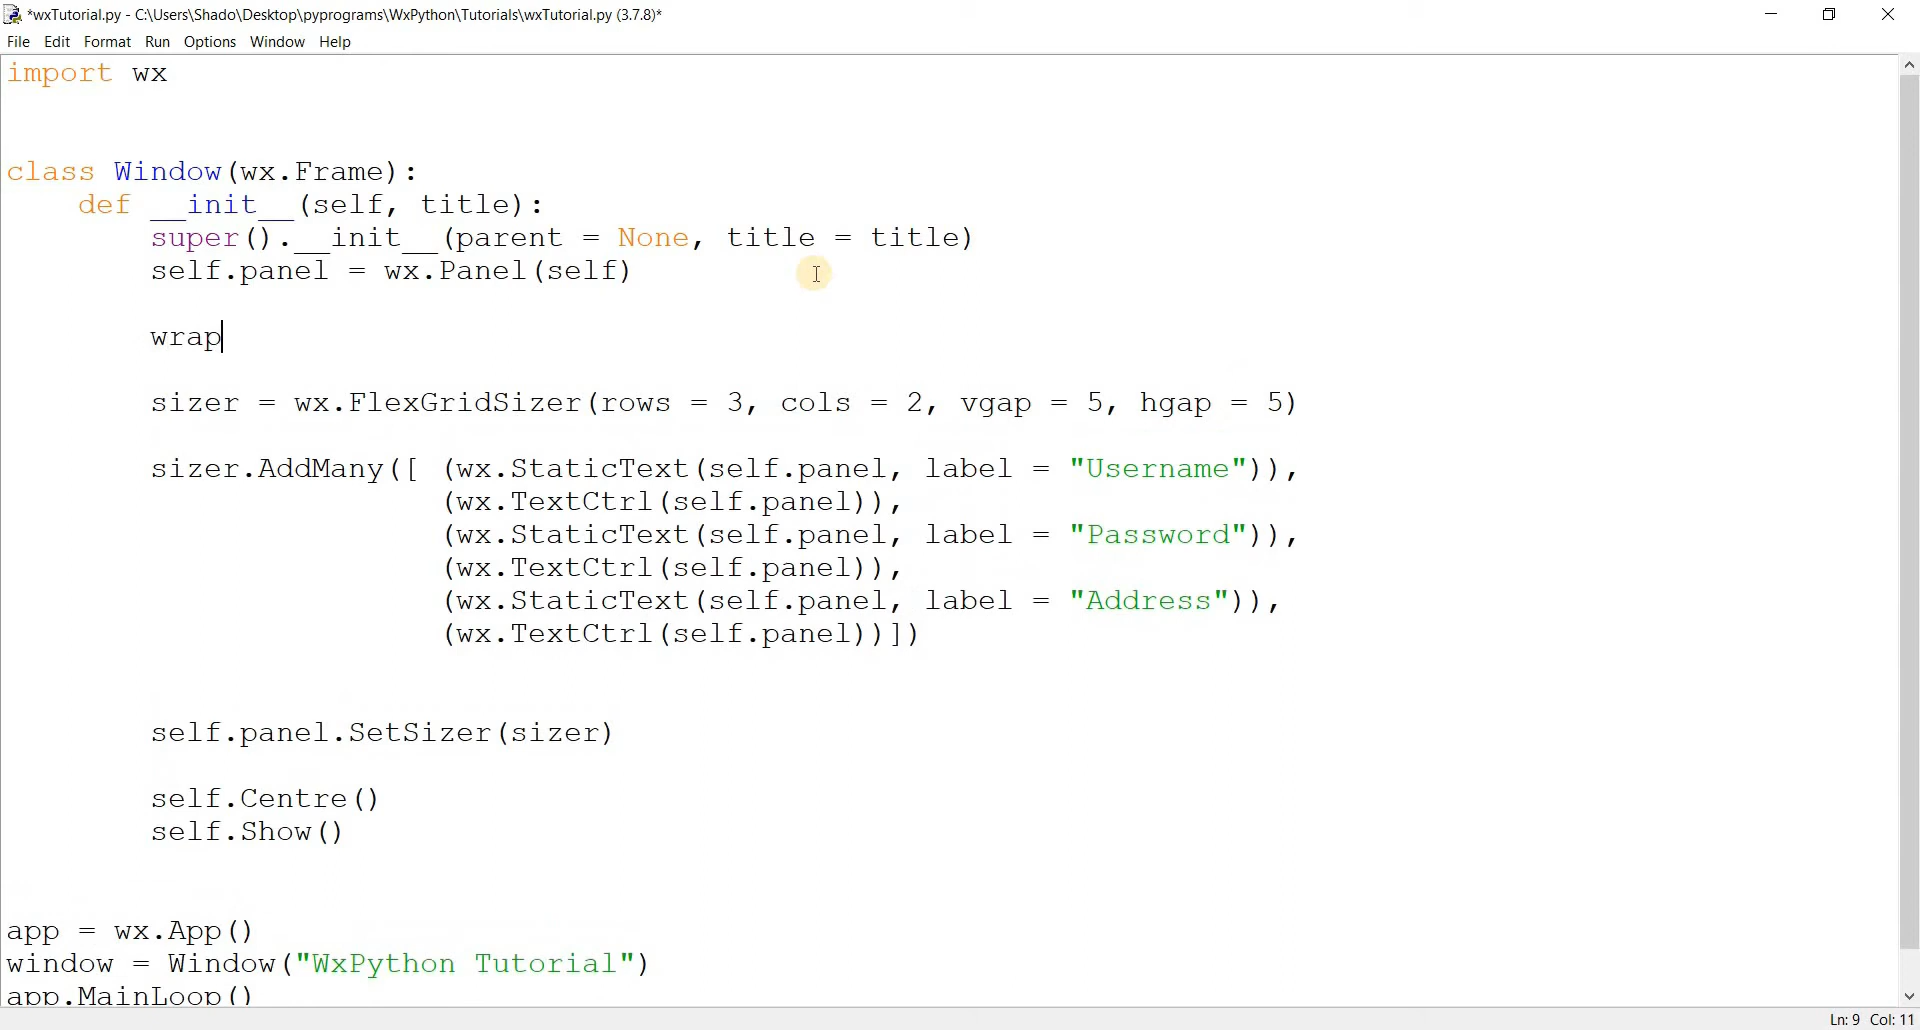 *wxTutorial.py - C:\Users\Shado\Desktop\pyprograms\WxPython\Tutorials\wxTutorial.py (3.7.8)*
File Edit Format Run Options Window Help
import wx
class Window(wx.Frame):
    def __init__(self, title):
        super().__init__(parent = None, title = title)
        self.panel = wx.Panel(self)
        wrap
        sizer = wx.FlexGridSizer(rows = 3, cols = 2, vgap = 5, hgap = 5)
        sizer.AddMany([ (wx.StaticText(self.panel, label = "Username")),
                        (wx.TextCtrl(self.panel)),
                        (wx.StaticText(self.panel, label = "Password")),
                        (wx.TextCtrl(self.panel)),
                        (wx.StaticText(self.panel, label = "Address")),
                        (wx.TextCtrl(self.panel))])
        self.panel.SetSizer(sizer)
        self.Centre()
        self.Show()
app = wx.App()
window = Window("WxPython Tutorial")
app.MainLoop()
Ln: 9 Col: 11